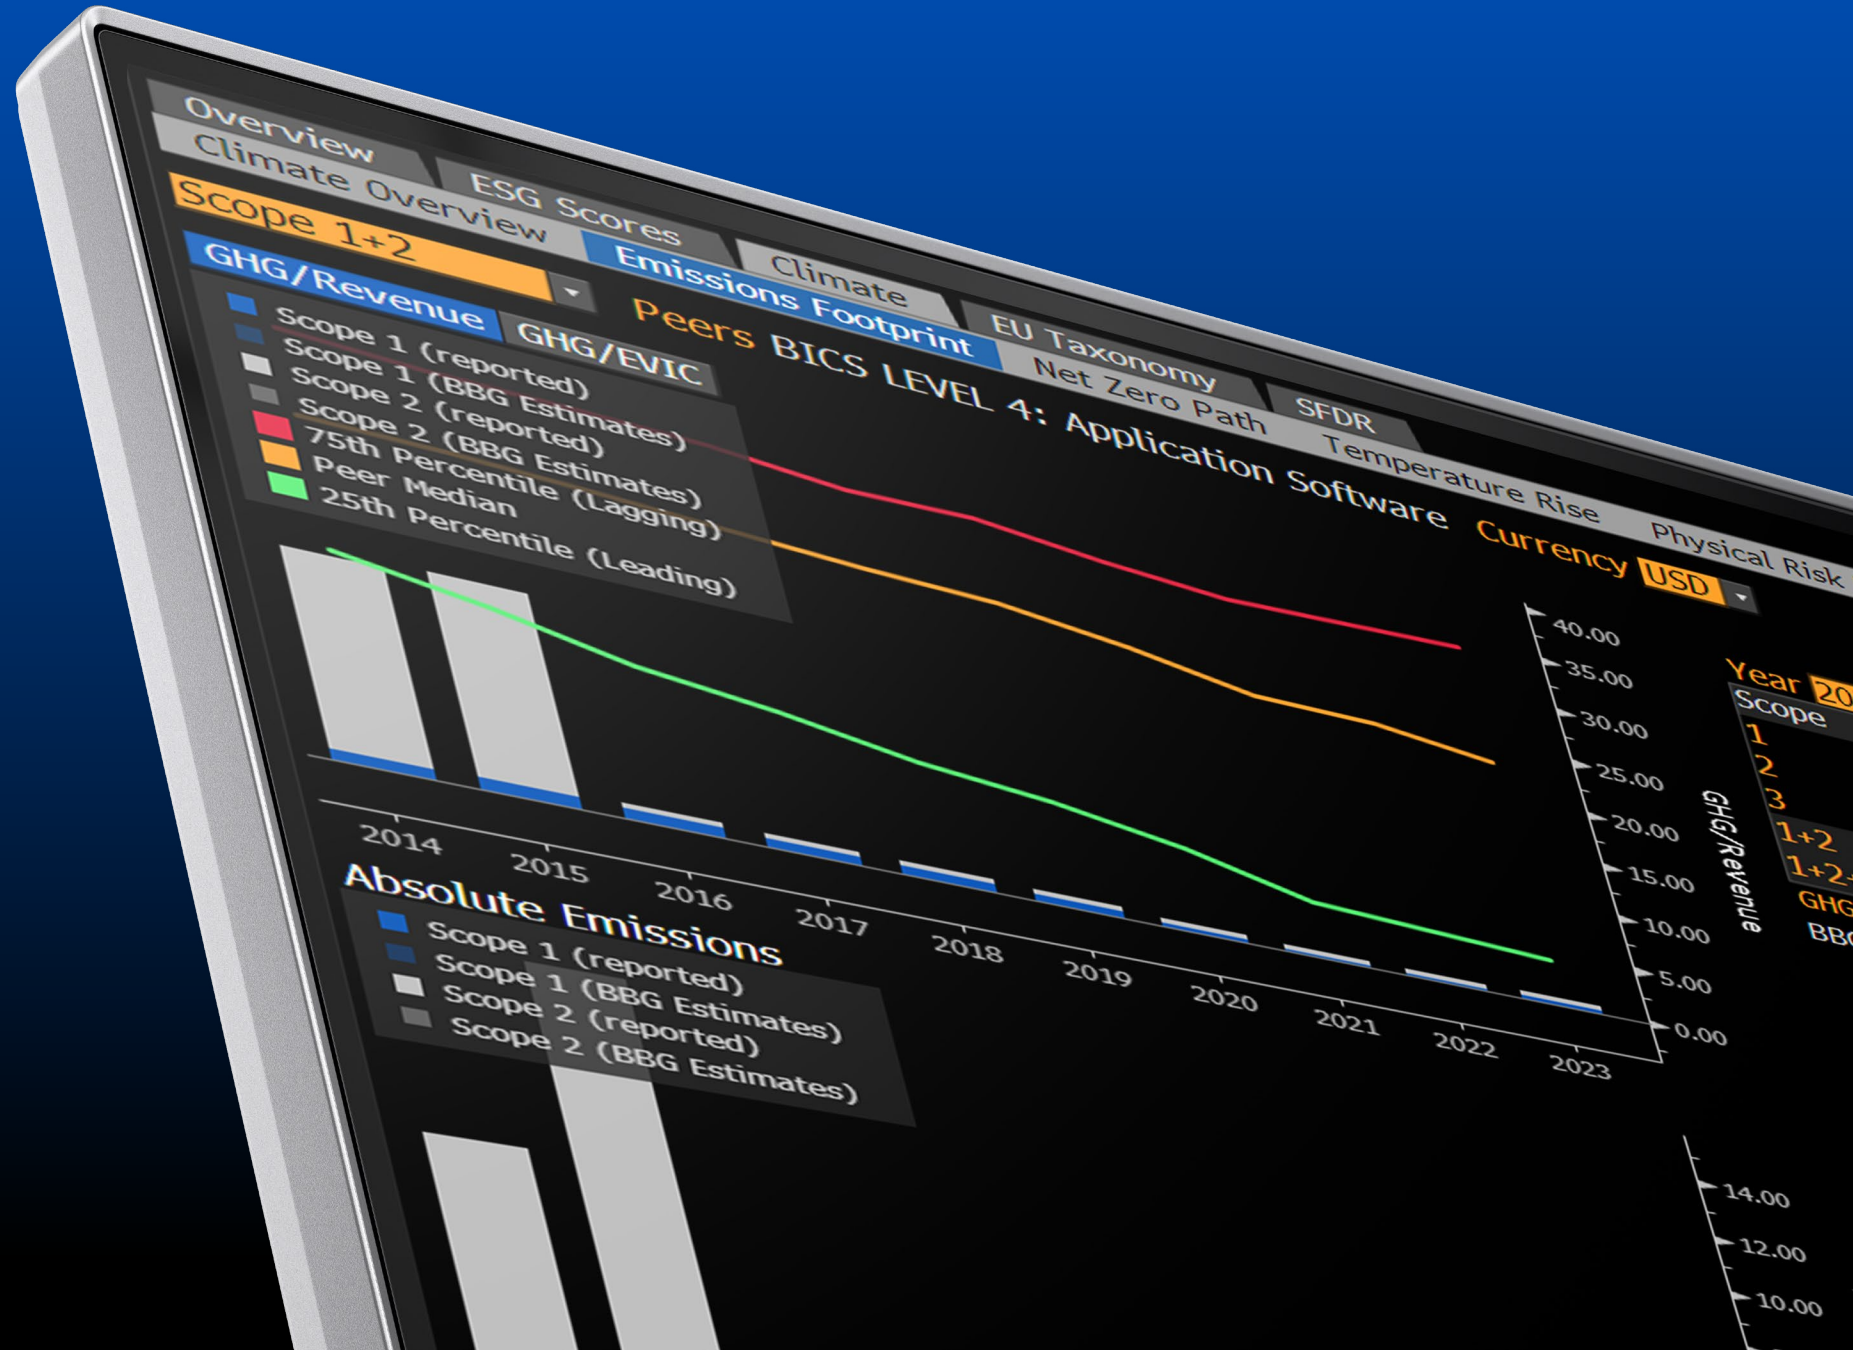 Overview ESG Scores Climate EU Taxonomy SFDR
Climate Overview Emissions Footprint Net Zero Path Temperature Rise Physical Risk
Scope 1+2 Peers BICS LEVEL 4: Application Software Currency USD
GHG/Revenue GHG/EVIC
Scope 1 (reported)
Scope 1 (BBG Estimates)
Scope 2 (reported)
Scope 2 (BBG Estimates)
75th Percentile (Lagging)
Peer Median
25th Percentile (Leading)
40.00
35.00
30.00
25.00
20.00
15.00
10.00
5.00
0.00
GHG/Revenue
2014 2015 2016 2017 2018 2019 2020 2021 2022 2023
Year 20
Scope
1
2
3
1+2
1+2+
GHG
BBG
Absolute Emissions
Scope 1 (reported)
Scope 1 (BBG Estimates)
Scope 2 (reported)
Scope 2 (BBG Estimates)
14.00
12.00
10.00